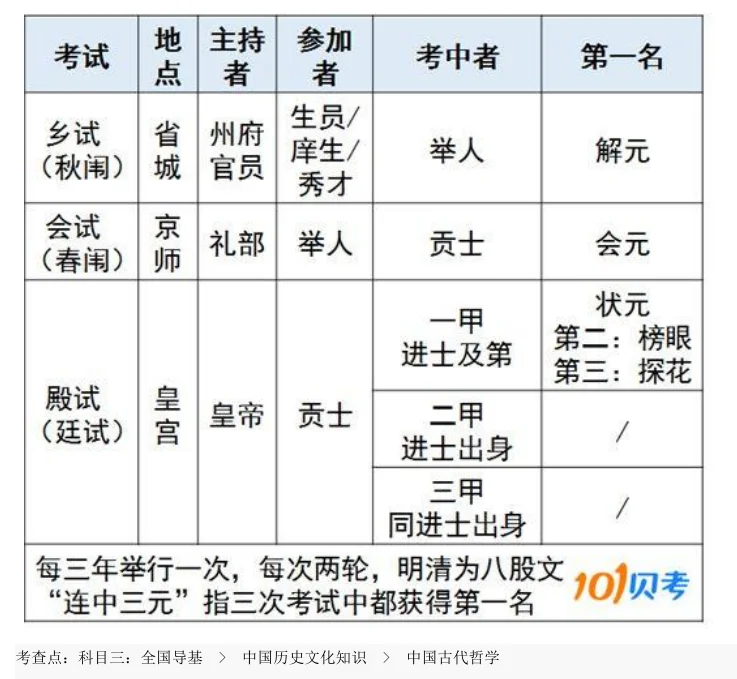 考试 地点 主持者 参加者 考中者 第一名
乡试（秋闱） 省城 州府官员 生员/庠生/秀才 举人 解元
会试（春闱） 京师 礼部 举人 贡士 会元
殿试（廷试） 皇宫 皇帝 贡士 一甲 进士及第 状元 第二：榜眼 第三：探花
二甲 进士出身 /
三甲 同进士出身 /
每三年举行一次，每次两轮，明清为八股文
“连中三元”指三次考试中都获得第一名
101贝考
考查点：科目三：全国导基 > 中国历史文化知识 > 中国古代哲学